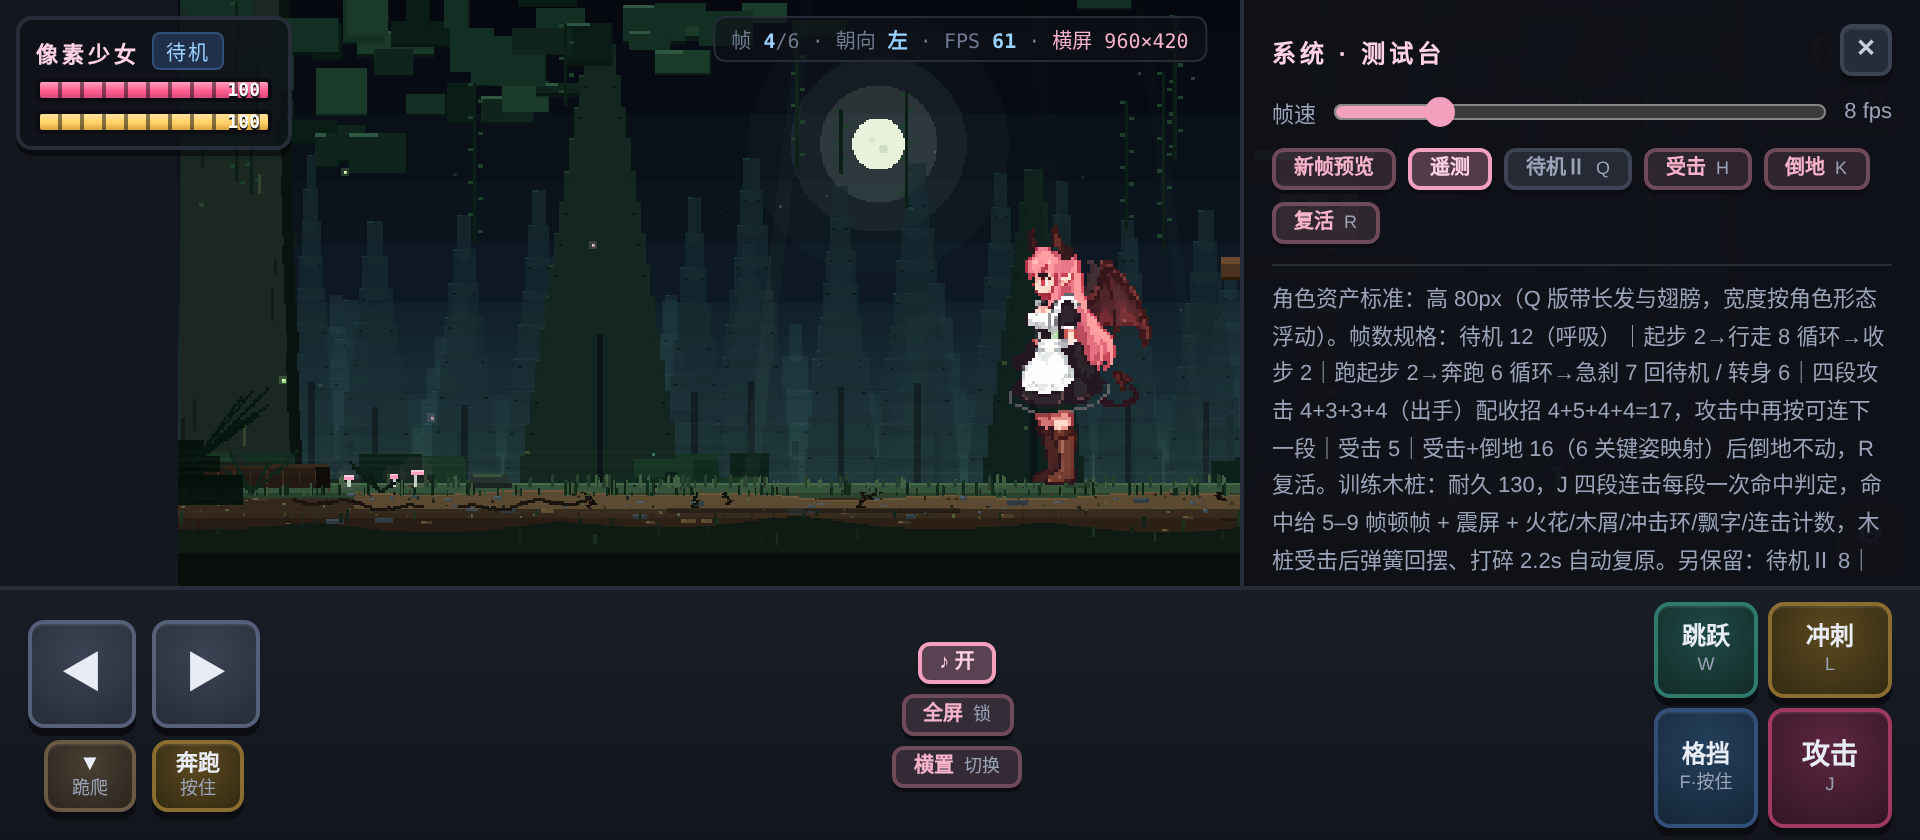 像素少女 待机
100
100
帧 4/6 · 朝向 左 · FPS 61 · 横屏 960×420
系统 · 测试台 ✕
帧速 8 fps
新帧预览 遥测 待机Ⅱ Q 受击 H 倒地 K
复活 R
角色资产标准：高 80px（Q 版带长发与翅膀，宽度按角色形态
浮动）。帧数规格：待机 12（呼吸）｜起步 2→行走 8 循环→收
步 2｜跑起步 2→奔跑 6 循环→急刹 7 回待机 / 转身 6｜四段攻
击 4+3+3+4（出手）配收招 4+5+4+4=17，攻击中再按可连下
一段｜受击 5｜受击+倒地 16（6 关键姿映射）后倒地不动，R
复活。训练木桩：耐久 130，J 四段连击每段一次命中判定，命
中给 5–9 帧顿帧 + 震屏 + 火花/木屑/冲击环/飘字/连击计数，木
桩受击后弹簧回摆、打碎 2.2s 自动复原。另保留：待机Ⅱ 8｜
◀ ▶
▼
跪爬
奔跑
按住
♪ 开
全屏 锁
横置 切换
跳跃
W
冲刺
L
格挡
F·按住
攻击
J